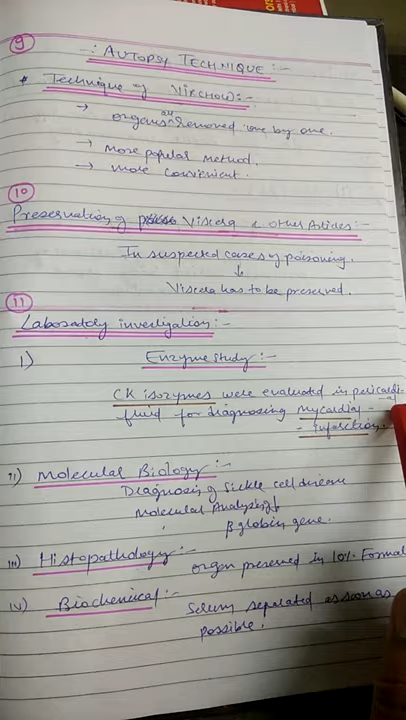 9
-: AUTOPSY TECHNIQUE :-
* Technique of VIRCHOW :-
→ organs are removed one by one.
→ More popular method.
→ more convinient.
10
Preservation of Viscera & other Articles :-
In suspected cases of poisoning.
↓
Viscera has to be preserved.
11
Laboratory investigation :-
i) Enzyme study :-
CK isozymes were evaluated in pericardi-
fluid for diagnosing Mycardial -
- Infarction.
ii) Molecular Biology :-
Diagnosis of Sickle cell disease
Molecular Analysis of
β globin gene.
iii) Histopathology :- organ preserved in 10%. Formal
iv) Biochemical :- Serum separated as soon as
possible.